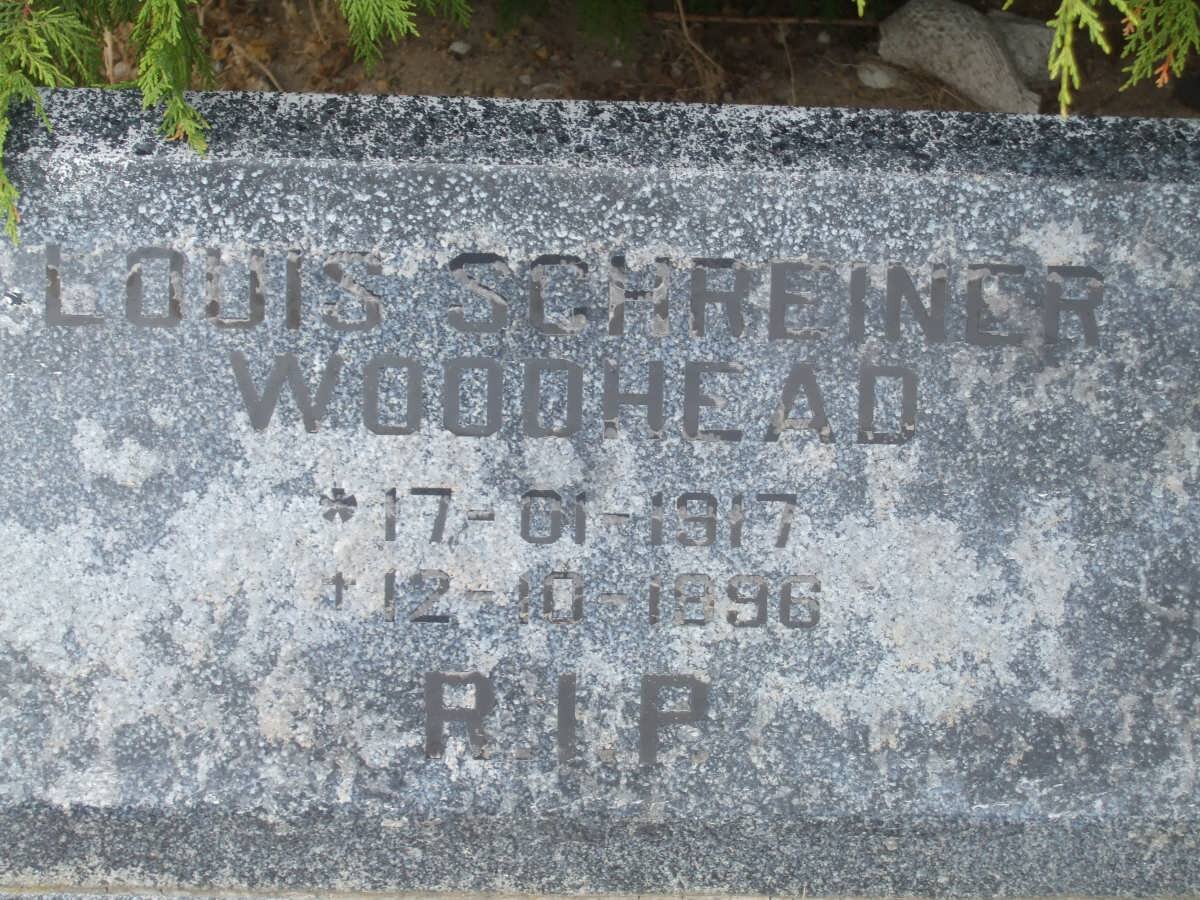 LOUIS SCHREINER
WOODHEAD
* 17-01-1917
† 12-10-1996
R.I.P.